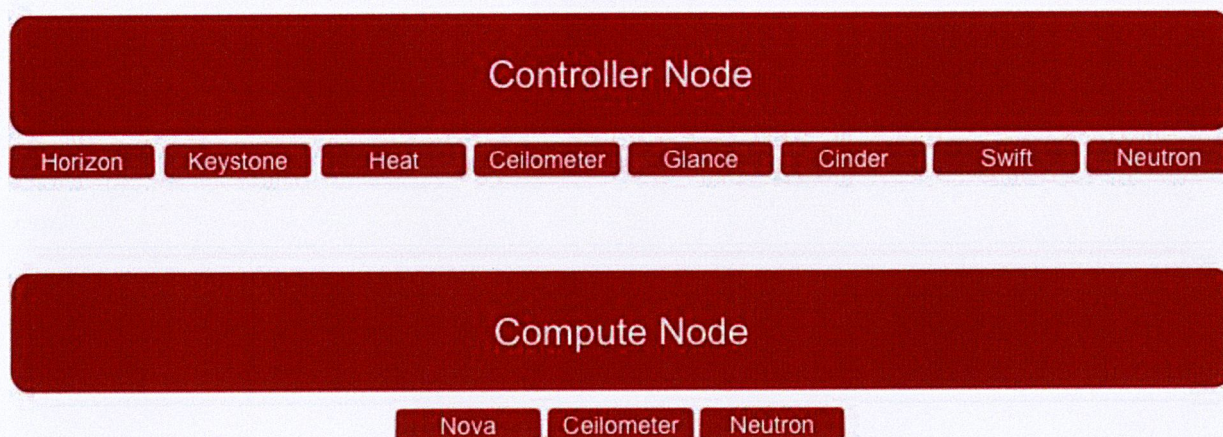 Controller Node
Horizon Keystone Heat Ceilometer Glance Cinder Swift Neutron
Compute Node
Nova Ceilometer Neutron